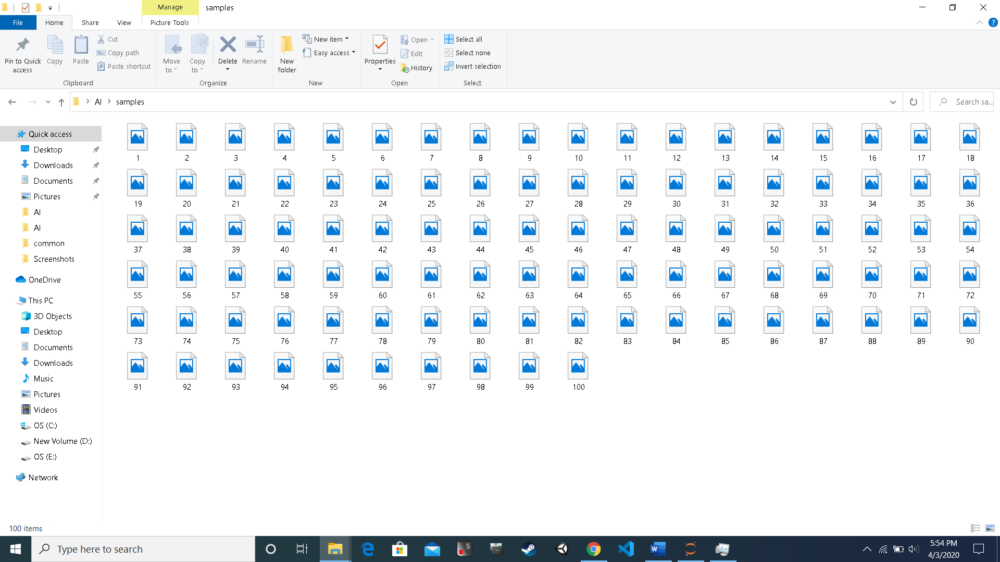 Manage
samples
File
Home
Share
View
Picture Tools
Pin to Quick access
Copy
Paste
Cut
Copy path
Paste shortcut
Clipboard
Move to
Copy to
Delete
Rename
Organize
New folder
New item
Easy access
New
Properties
Open
Edit
History
Open
Select all
Select none
Invert selection
Select
AI
samples
Search sa...
Quick access
Desktop
Downloads
Documents
Pictures
AI
AI
common
Screenshots
OneDrive
This PC
3D Objects
Desktop
Documents
Downloads
Music
Pictures
Videos
OS (C:)
New Volume (D:)
OS (E:)
Network
1 2 3 4 5 6 7 8 9 10 11 12 13 14 15 16 17 18
19 20 21 22 23 24 25 26 27 28 29 30 31 32 33 34 35 36
37 38 39 40 41 42 43 44 45 46 47 48 49 50 51 52 53 54
55 56 57 58 59 60 61 62 63 64 65 66 67 68 69 70 71 72
73 74 75 76 77 78 79 80 81 82 83 84 85 86 87 88 89 90
91 92 93 94 95 96 97 98 99 100
100 items
Type here to search
5:54 PM
4/3/2020